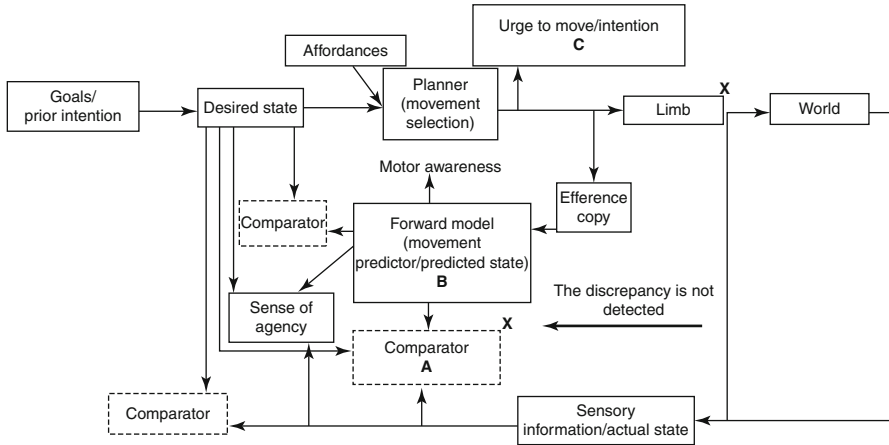 Urge to move/intention
C
Affordances
Goals/
prior intention
Desired state
Planner
(movement
selection)
X
Limb
World
Motor awareness
Efference
copy
Comparator
Forward model
(movement
predictor/predicted state)
B
Sense of
agency
The discrepancy is not
detected
X
Comparator
A
Comparator
Sensory
information/actual state